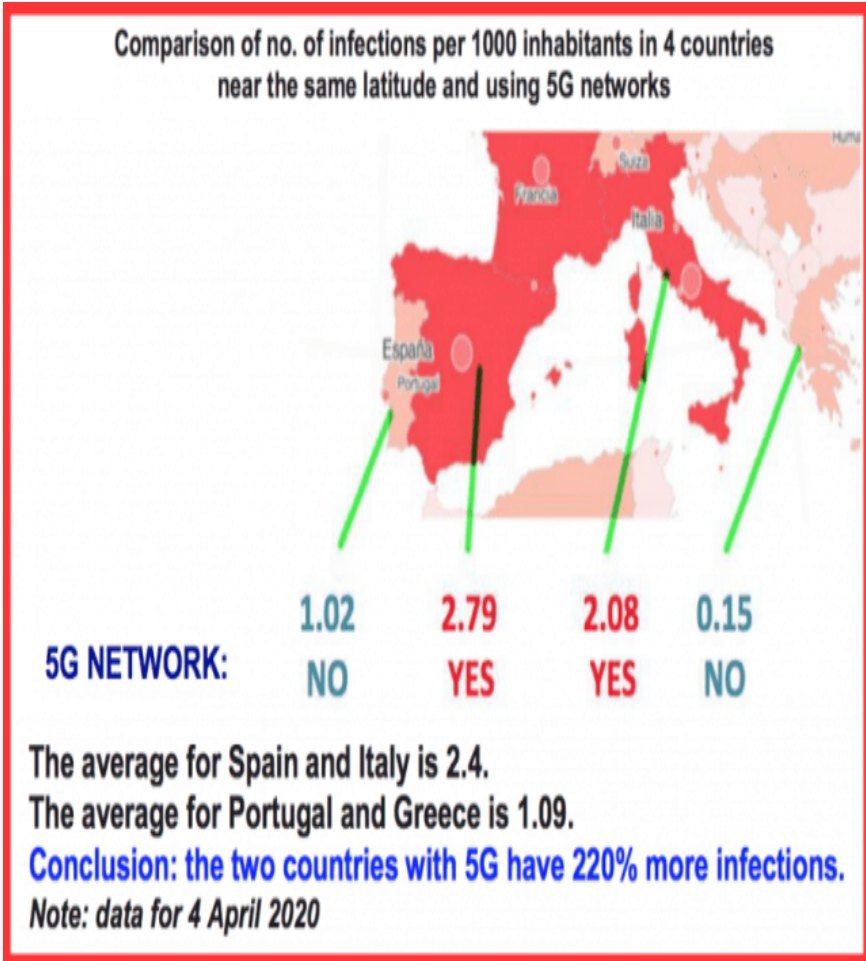 Comparison of no. of infections per 1000 inhabitants in 4 countries
near the same latitude and using 5G networks
Suiza
Francia
Italia
España
Portugal
1.02 2.79 2.08 0.15
5G NETWORK: NO YES YES NO
The average for Spain and Italy is 2.4.
The average for Portugal and Greece is 1.09.
Conclusion: the two countries with 5G have 220% more infections.
Note: data for 4 April 2020